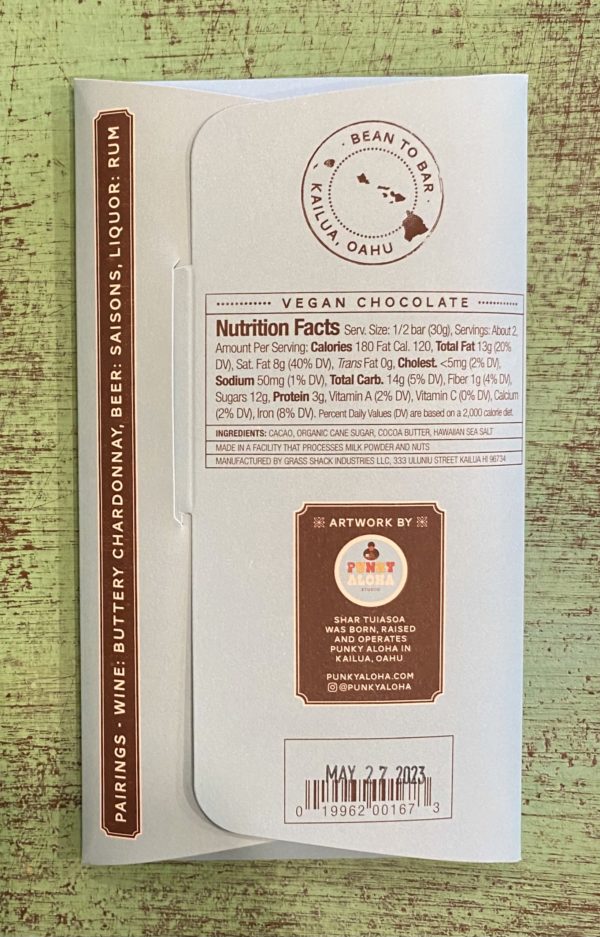 PAIRINGS - WINE: BUTTERY CHARDONNAY, BEER: SAISONS, LIQUOR: RUM
· BEAN TO BAR ·
KAILUA, OAHU
VEGAN CHOCOLATE
Nutrition Facts Serv. Size: 1/2 bar (30g), Servings: About 2,
Amount Per Serving: Calories 180 Fat Cal. 120, Total Fat 13g (20%
DV), Sat. Fat 8g (40% DV), Trans Fat 0g, Cholest. <5mg (2% DV),
Sodium 50mg (1% DV), Total Carb. 14g (5% DV), Fiber 1g (4% DV),
Sugars 12g, Protein 3g, Vitamin A (2% DV), Vitamin C (0% DV), Calcium
(2% DV), Iron (8% DV). Percent Daily Values (DV) are based on a 2,000 calorie diet.
INGREDIENTS: CACAO, ORGANIC CANE SUGAR, COCOA BUTTER, HAWAIIAN SEA SALT
MADE IN A FACILITY THAT PROCESSES MILK POWDER AND NUTS
MANUFACTURED BY GRASS SHACK INDUSTRIES LLC, 333 ULUNIU STREET KAILUA HI 96734
ARTWORK BY
PUNKY
ALOHA
STUDIO
SHAR TUIASOA
WAS BORN, RAISED
AND OPERATES
PUNKY ALOHA IN
KAILUA, OAHU
PUNKYALOHA.COM
@PUNKYALOHA
MAY 27 2023
0 19962 00167 3